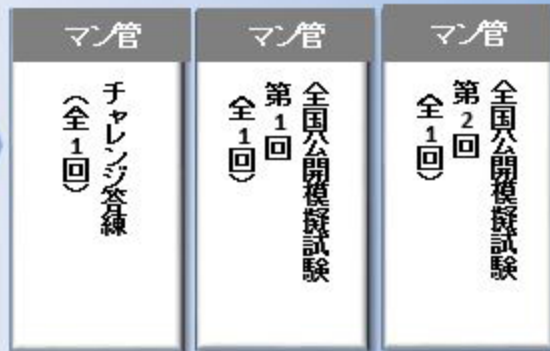 マン管
チャレンジ答練
（全1回）
マン管
全国公開模擬試験
第1回
全1回）
マン管
全国公開模擬試験
第2回
全1回）